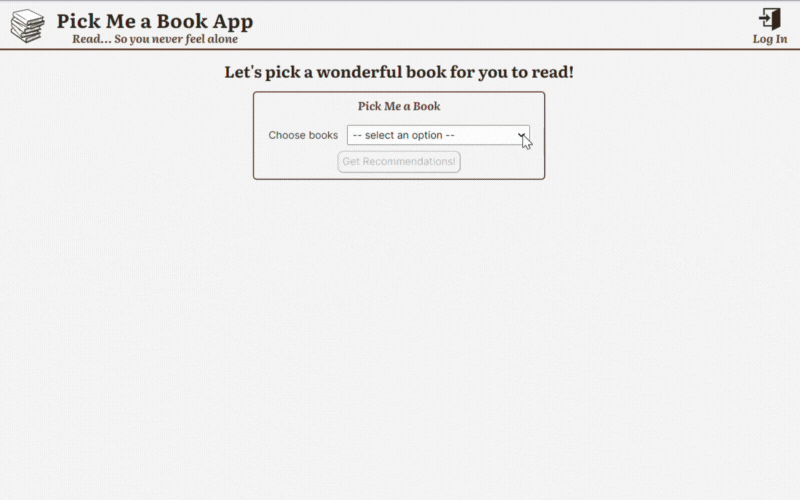 Pick Me a Book App
Read... So you never feel alone
Log In
Let's pick a wonderful book for you to read!
Pick Me a Book
Choose books -- select an option --
Get Recommendations!